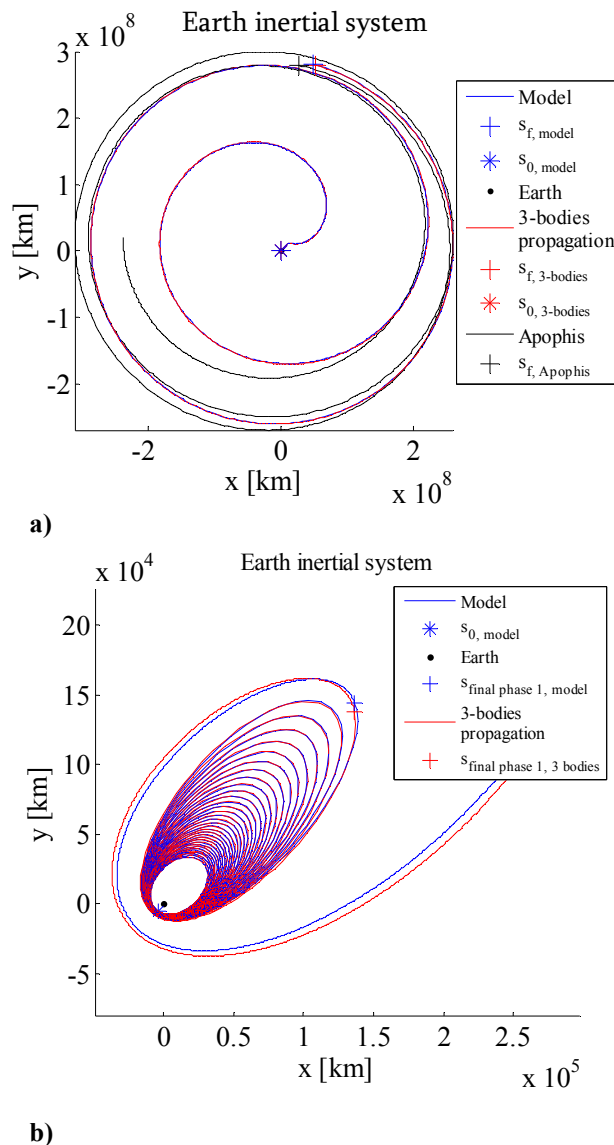 x 10^8
Earth inertial system
3
2
1
0
-1
-2
y [km]
-2
0
2
x [km]
x 10^8
Model
s_f, model
s_0, model
Earth
3-bodies
propagation
s_f, 3-bodies
s_0, 3-bodies
Apophis
s_f, Apophis
a)
x 10^4
Earth inertial system
20
15
10
5
0
-5
y [km]
0
0.5
1
1.5
2
2.5
x [km]
x 10^5
Model
s_0, model
Earth
s_final phase 1, model
3-bodies
propagation
s_final phase 1, 3 bodies
b)